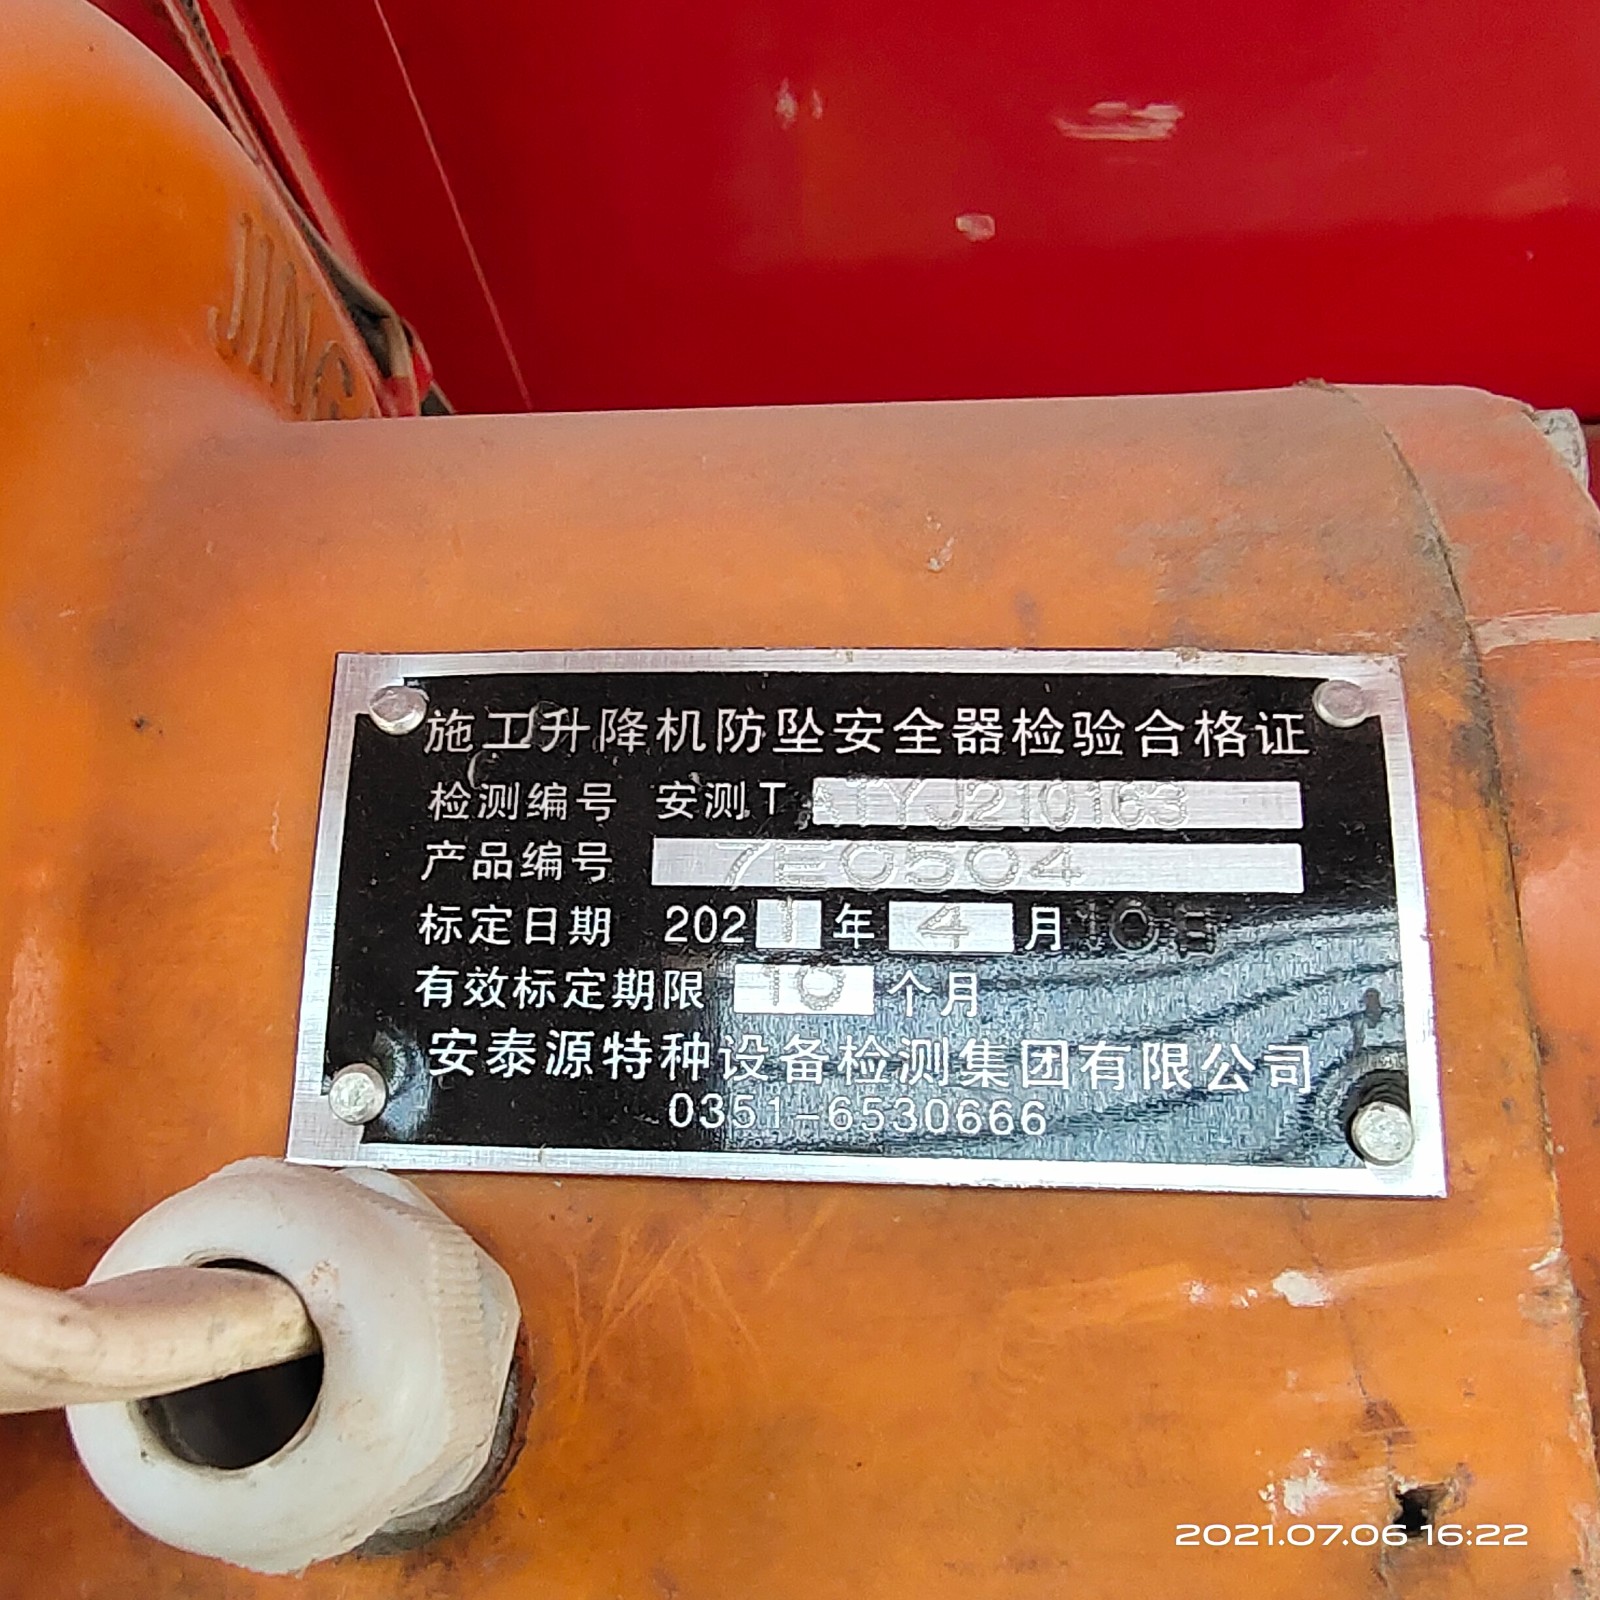 JING
施工升降机防坠安全器检验合格证
检测编号 安测T ATYJ210163
产品编号 7E0504
标定日期 2021年4月10日
有效标定期限 10个月
安泰源特种设备检测集团有限公司
0351-6530666
2021.07.06 16:22